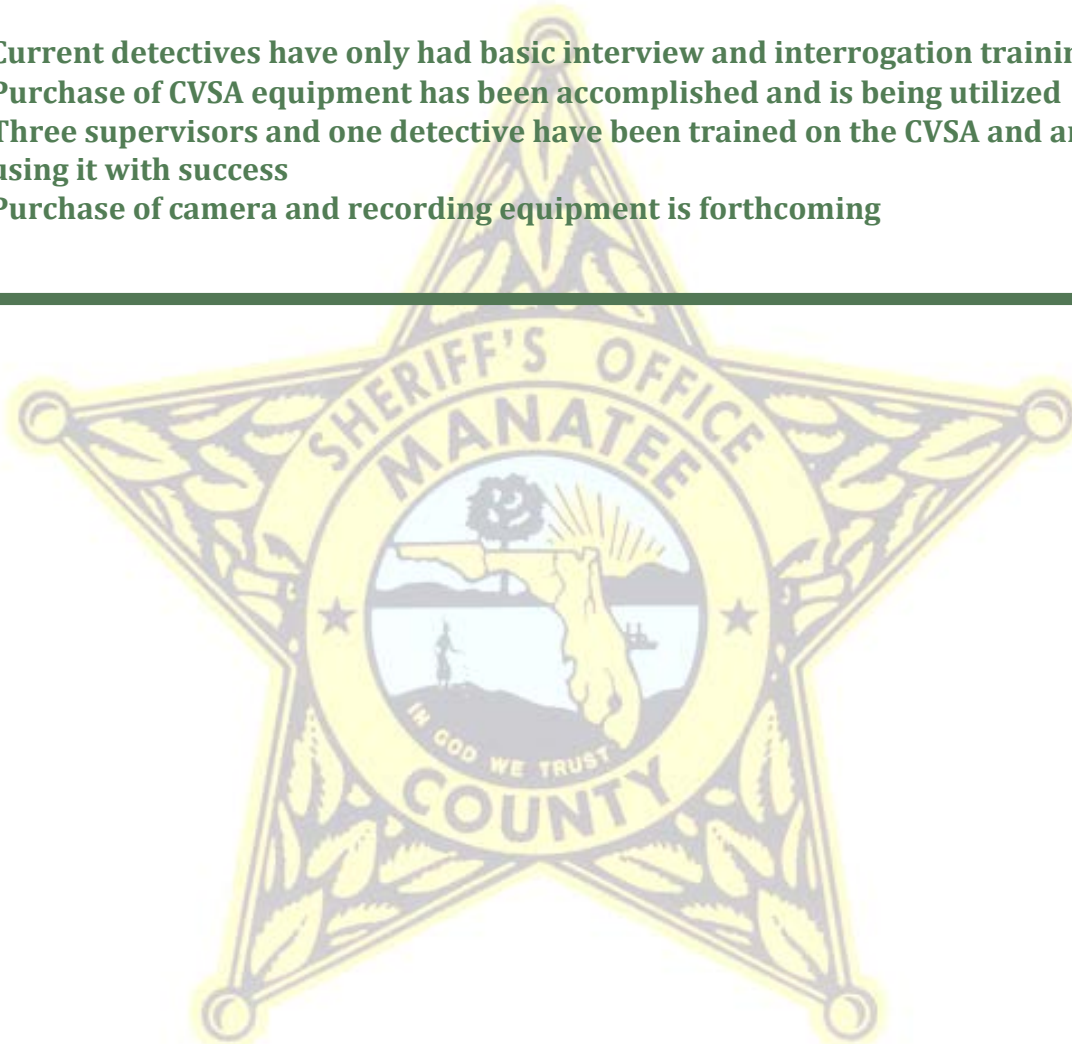 Current detectives have only had basic interview and interrogation
Purchase of CVSA equipment has been accomplished and is being utilized
Three supervisors and one detective have been trained on the CVSA and
using it with success
Purchase of camera and recording equipment is forthcoming
SHERIFF'S OFFICE
MANATEE
IN GOD WE TRUST
COUNTY